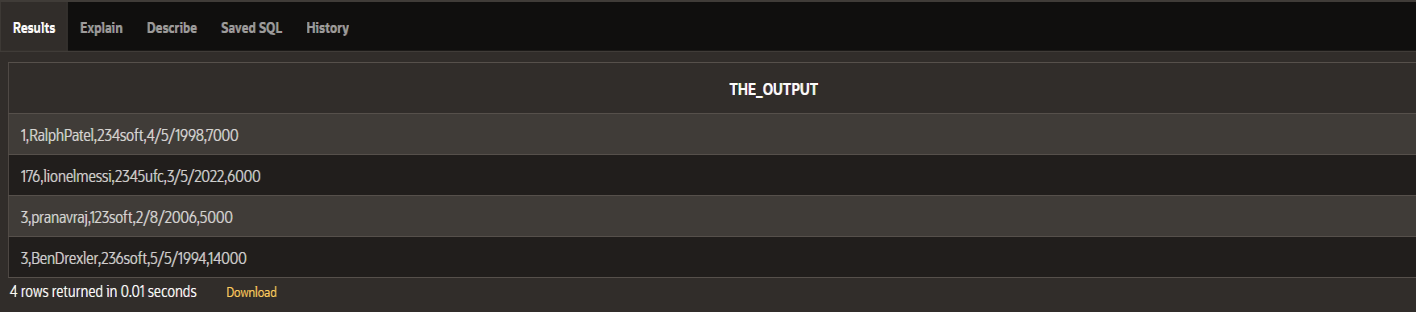 Results Explain Describe Saved SQL History
THE_OUTPUT
1,RalphPatel,234soft,4/5/1998,7000
176,lionelmessi,2345ufc,3/5/2022,6000
3,pranavraj,123soft,2/8/2006,5000
3,BenDrexler,236soft,5/5/1994,14000
4 rows returned in 0.01 seconds Download